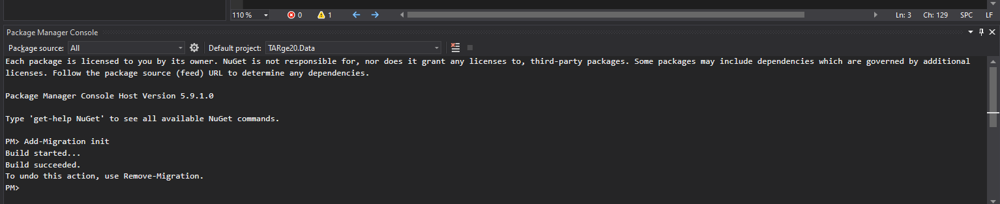 110 % 0 1 Ln: 3 Ch: 129 SPC LF
Package Manager Console
Package source: All Default project: TARge20.Data
Each package is licensed to you by its owner. NuGet is not responsible for, nor does it grant any licenses to, third-party packages. Some packages may include dependencies which are governed by additional
licenses. Follow the package source (feed) URL to determine any dependencies.
Package Manager Console Host Version 5.9.1.0
Type 'get-help NuGet' to see all available NuGet commands.
PM> Add-Migration init
Build started...
Build succeeded.
To undo this action, use Remove-Migration.
PM>